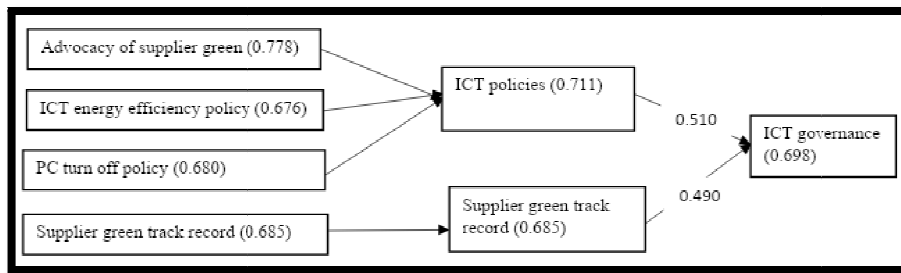 Advocacy of supplier green (0.778)
ICT energy efficiency policy (0.676)
PC turn off policy (0.680)
Supplier green track record (0.685)
ICT policies (0.711)
Supplier green track
record (0.685)
0.510
0.490
ICT governance
(0.698)